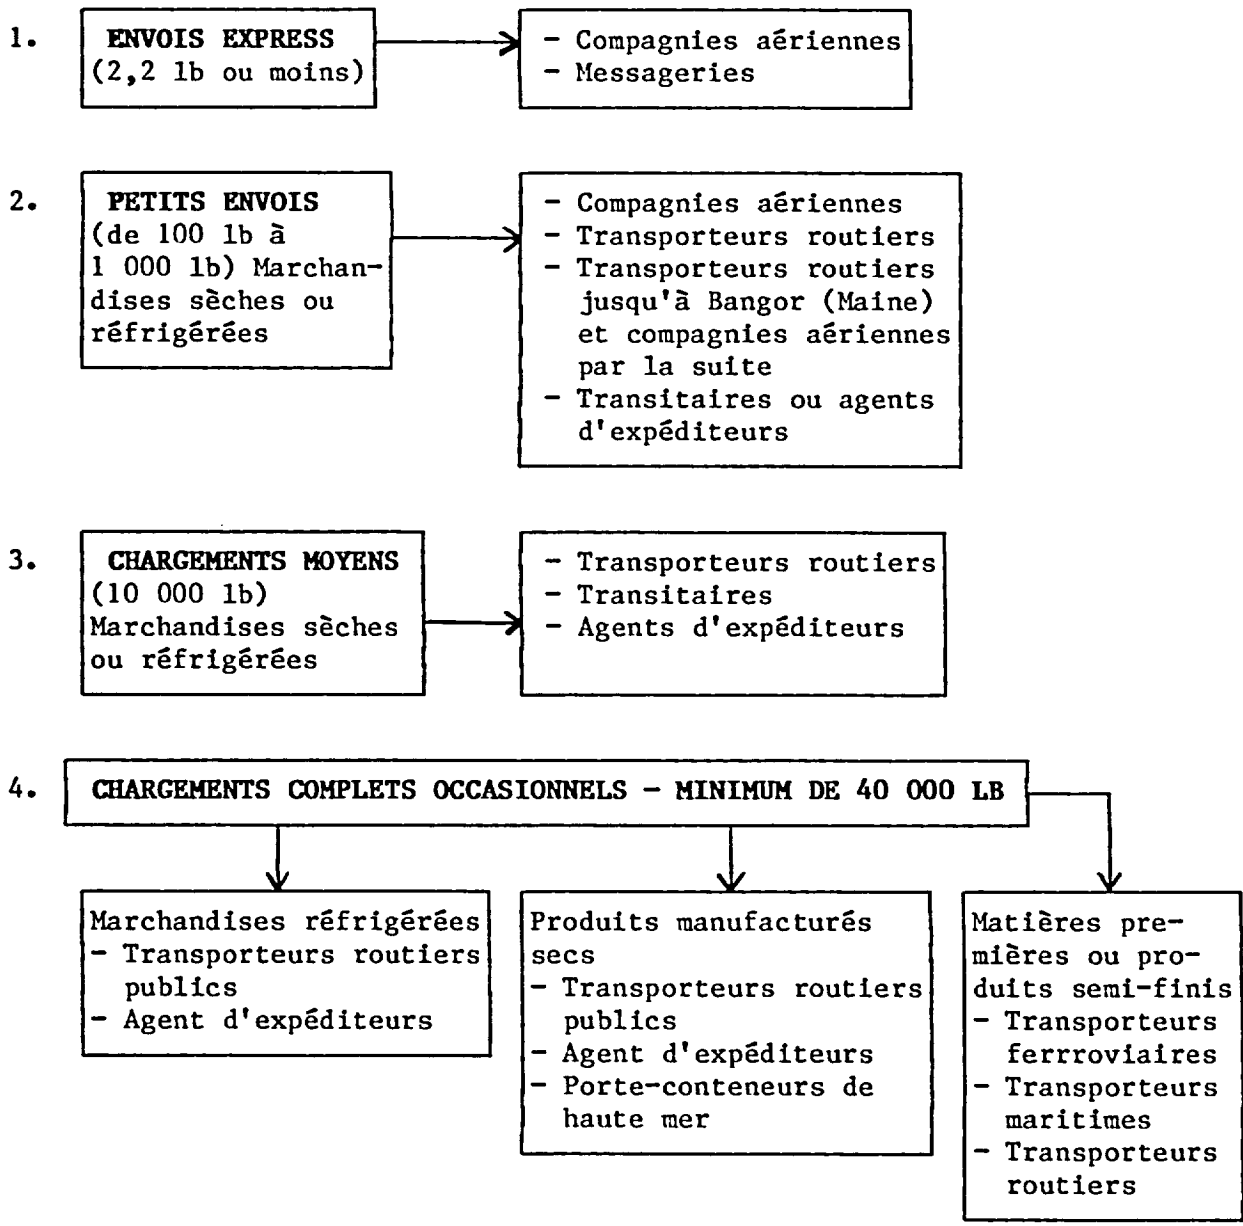 1.
ENVOIS EXPRESS
(2,2 lb ou moins)
- Compagnies aériennes
- Messageries
2.
PETITS ENVOIS
(de 100 lb à
1 000 lb) Marchan-
dises sèches ou
réfrigérées
- Compagnies aériennes
- Transporteurs routiers
- Transporteurs routiers
jusqu'à Bangor (Maine)
et compagnies aériennes
par la suite
- Transitaires ou agents
d'expéditeurs
3.
CHARGEMENTS MOYENS
(10 000 lb)
Marchandises sèches
ou réfrigérées
- Transporteurs routiers
- Transitaires
- Agents d'expéditeurs
4.
CHARGEMENTS COMPLETS OCCASIONNELS - MINIMUM DE 40 000 LB
Marchandises réfrigérées
- Transporteurs routiers
publics
- Agent d'expéditeurs
Produits manufacturés
secs
- Transporteurs routiers
publics
- Agent d'expéditeurs
- Porte-conteneurs de
haute mer
Matières pre-
mières ou pro-
duits semi-finis
- Transporteurs
ferrroviaires
- Transporteurs
maritimes
- Transporteurs
routiers